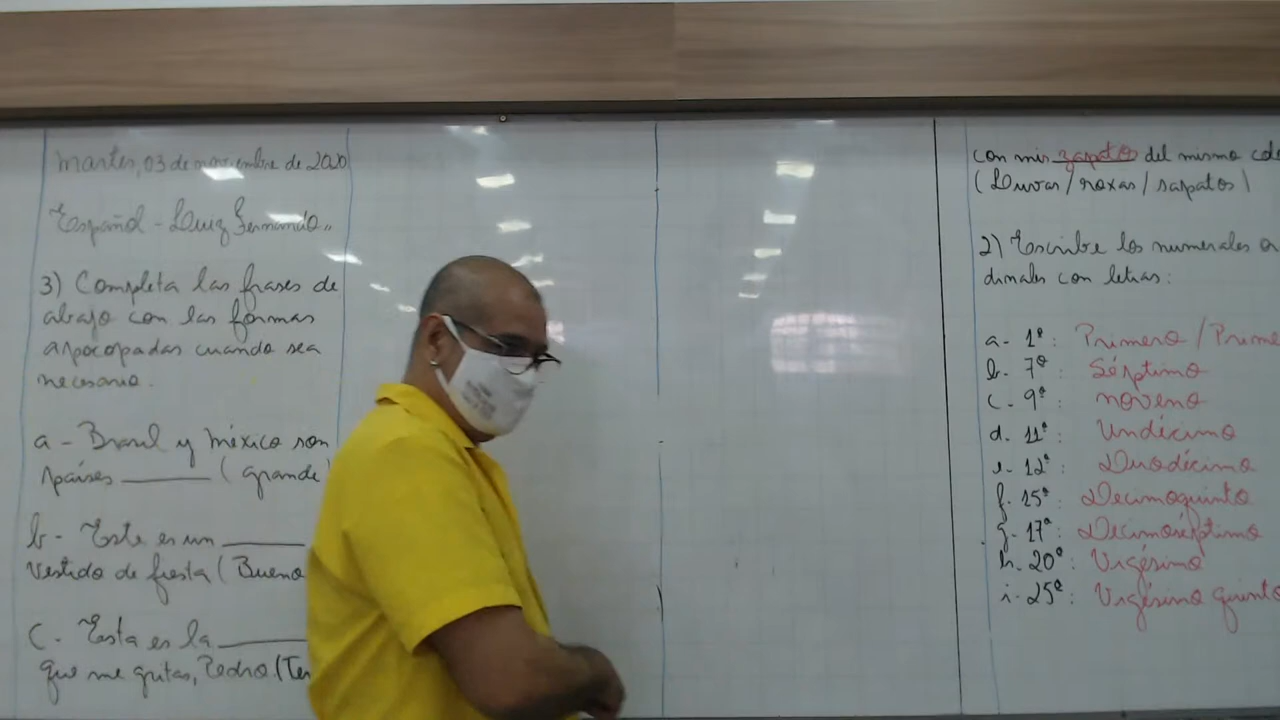 Martes, 03 de noviembre de 2020
Español - Luiz Fernando
3) Completa las frases de
abajo con las formas
apocopadas cuando sea
necesario.
a - Brasil y México son
países ______ ( grande
b - Este es un ______
vestido de fiesta ( Bueno
C. Esta es la ______
que me gritas, Pedro. (Ter
con mis zapatos del mismo colo
( Luvas / roxas / sapatos )
2) Escribe los numerales or
dinales con letras:
a - 1º: Primero / Prime
b. 7º: Séptimo
c. 9º: noveno
d. 11º: Undécimo
e. 12º: Duodécimo
f. 15º: Decimoquinto
g. 17º: Decimoséptimo
h. 20º: Vigésimo
i. 25º: Vigésimo quinto